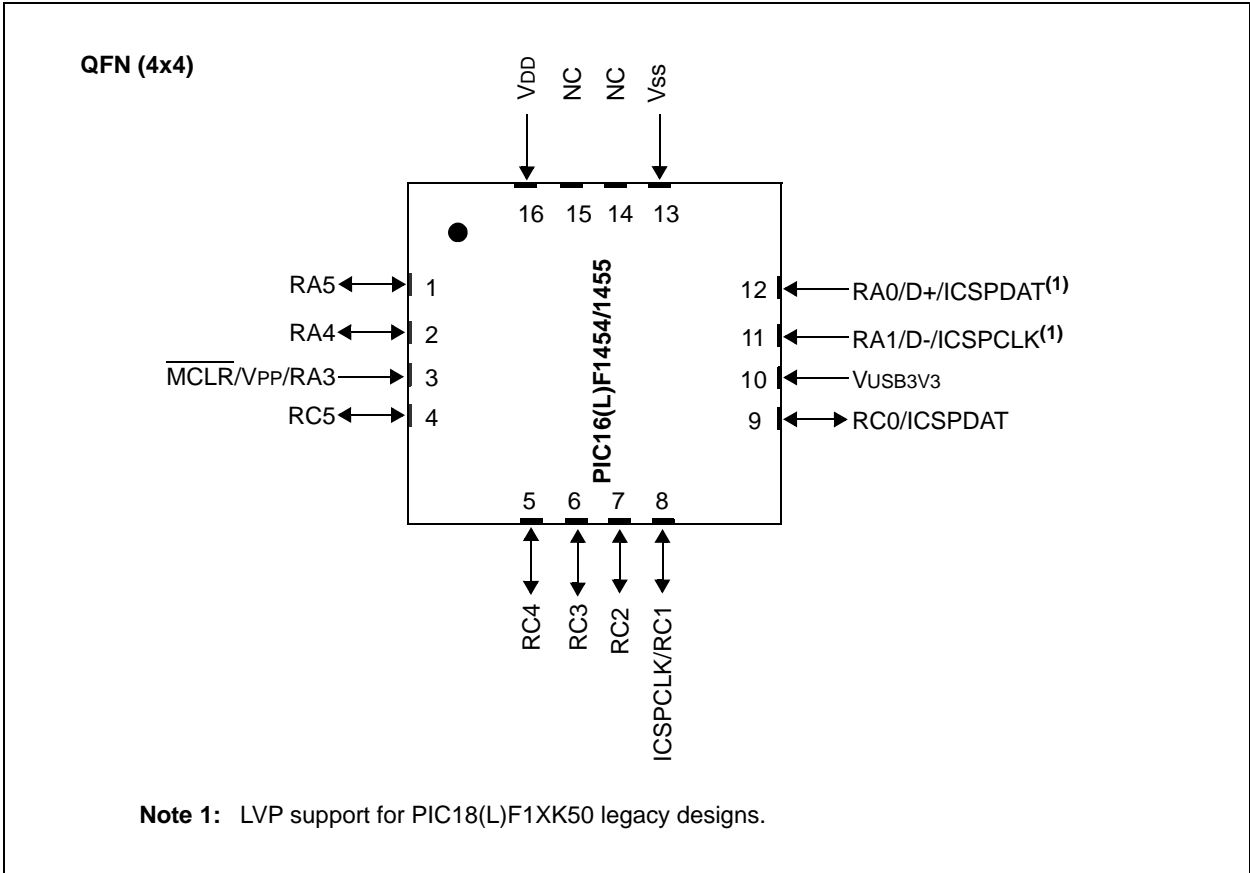 QFN (4x4)
VDD
NC
NC
Vss
16
15
14
13
PIC16(L)F1454/1455
RA5
1
RA4
2
MCLR/VPP/RA3
3
RC5
4
12
RA0/D+/ICSPDAT(1)
11
RA1/D-/ICSPCLK(1)
10
VUSB3V3
9
RC0/ICSPDAT
5
6
7
8
RC4
RC3
RC2
ICSPCLK/RC1
Note 1: LVP support for PIC18(L)F1XK50 legacy designs.